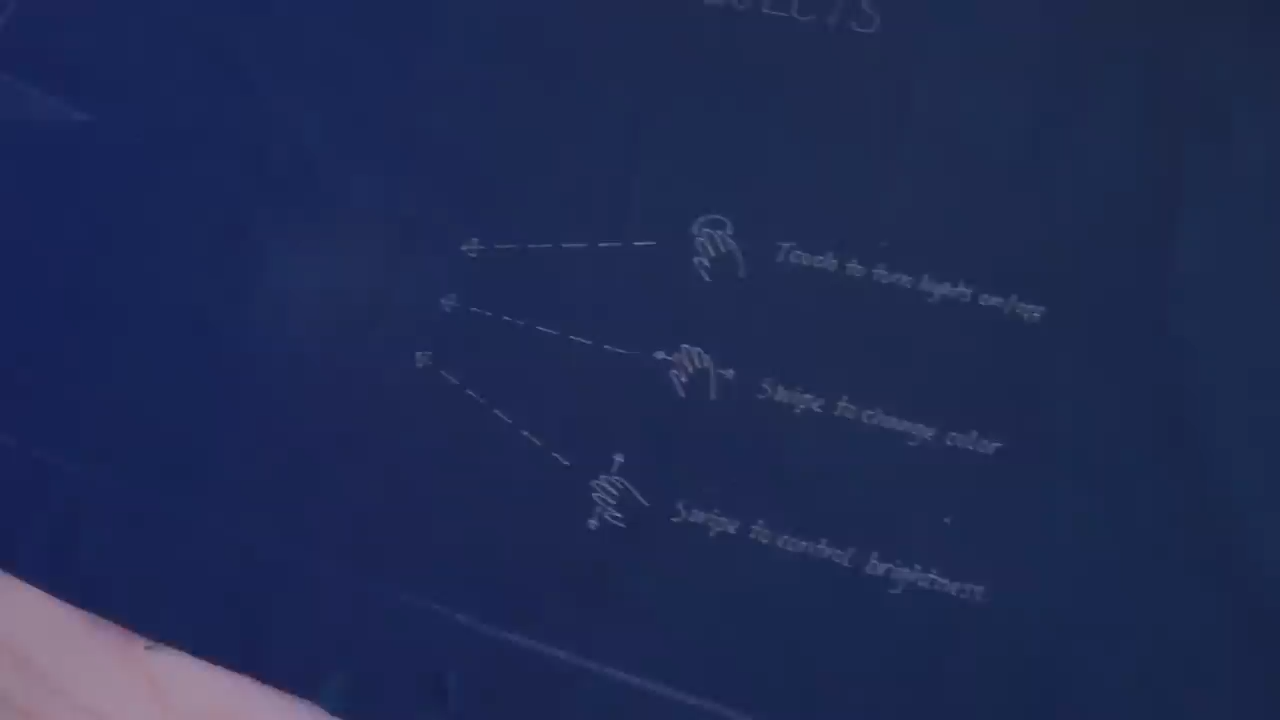 Touch to turn lights on/off
Swipe to change color
Swipe to control brightness